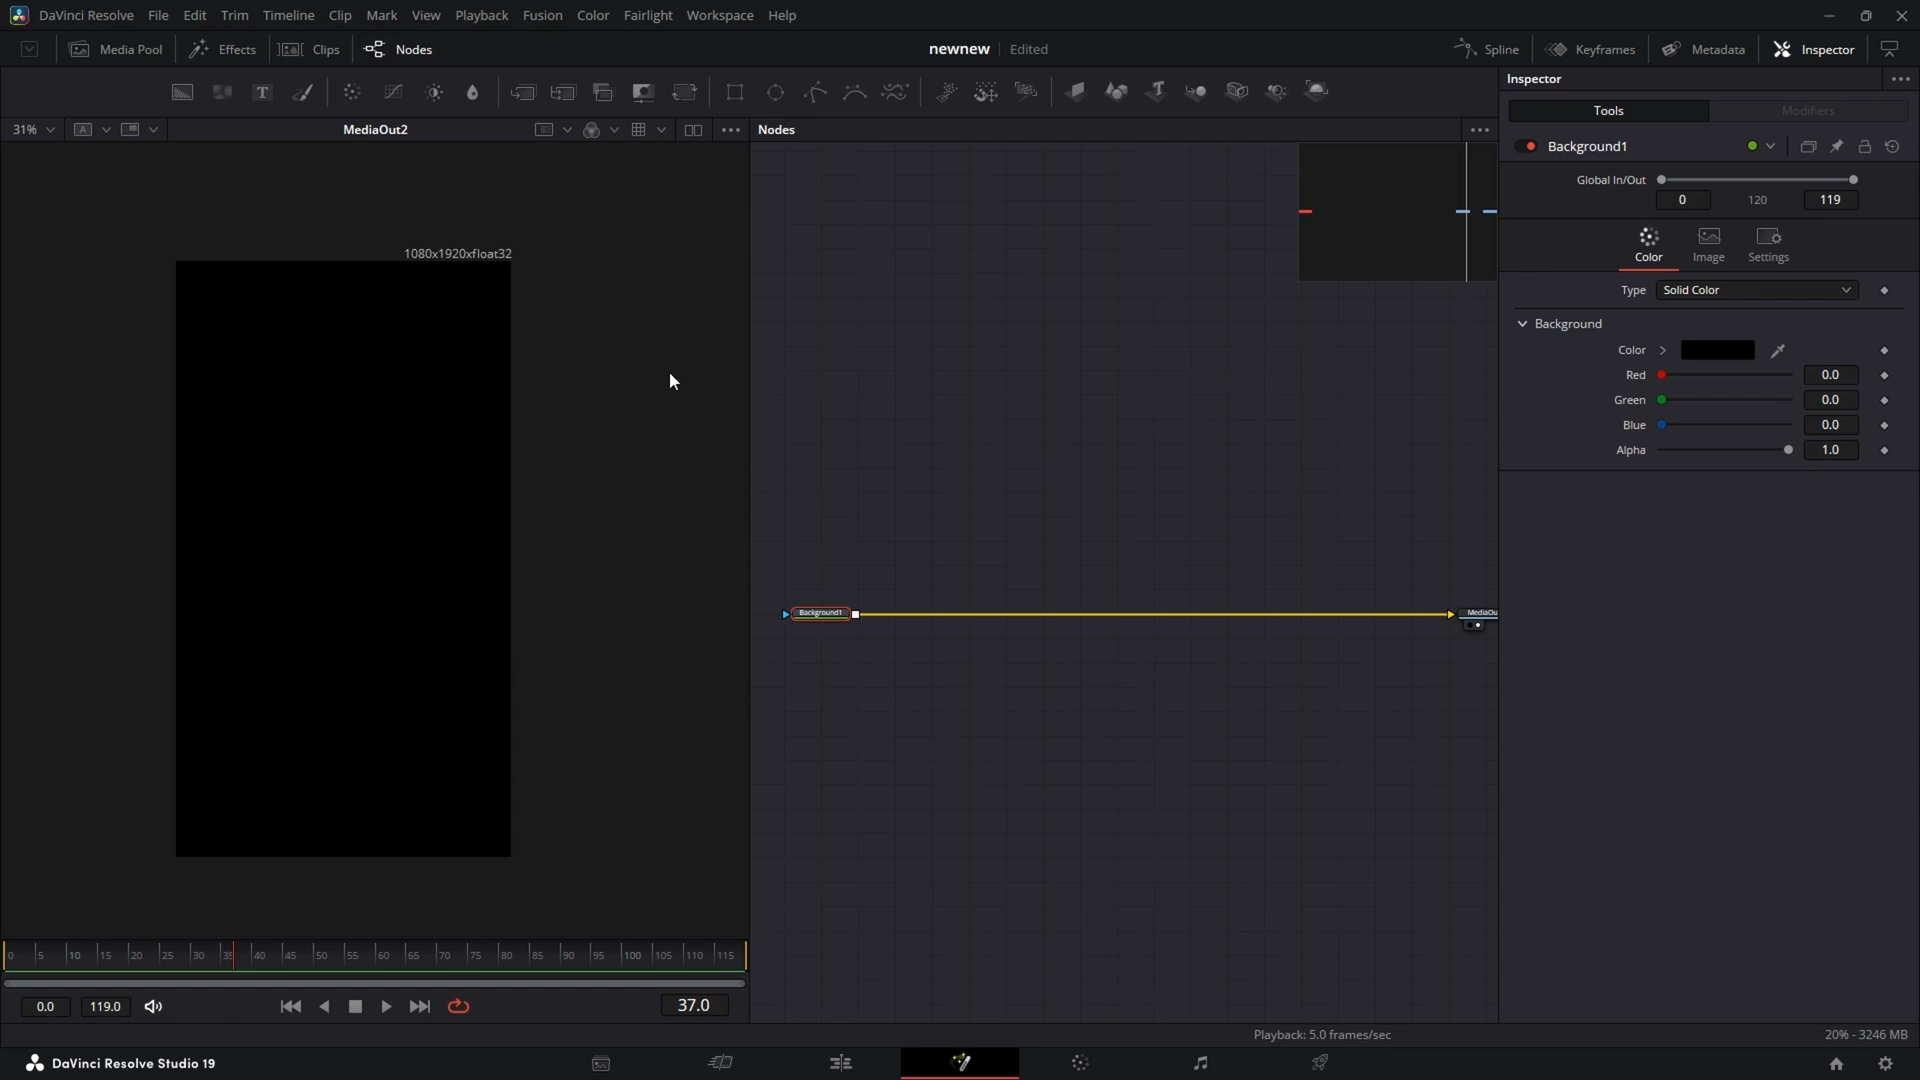 DaVinci Resolve File Edit Trim Timeline Clip Mark View Playback Fusion Color Fairlight Workspace Help
Media Pool Effects Clips Nodes newnew Edited Spline Keyframes Metadata Inspector
Inspector
Tools Modifiers
31% A MediaOut2 Nodes
Background1
Global In/Out
0 120 119
Color Image Settings
1080x1920xfloat32
Type Solid Color
Background
Color
Red 0.0
Green 0.0
Blue 0.0
Alpha 1.0
Background1 MediaOu
0 5 10 15 20 25 30 35 40 45 50 55 60 65 70 75 80 85 90 95 100 105 110 115
0.0 119.0 37.0
Playback: 5.0 frames/sec 20% - 3246 MB
DaVinci Resolve Studio 19